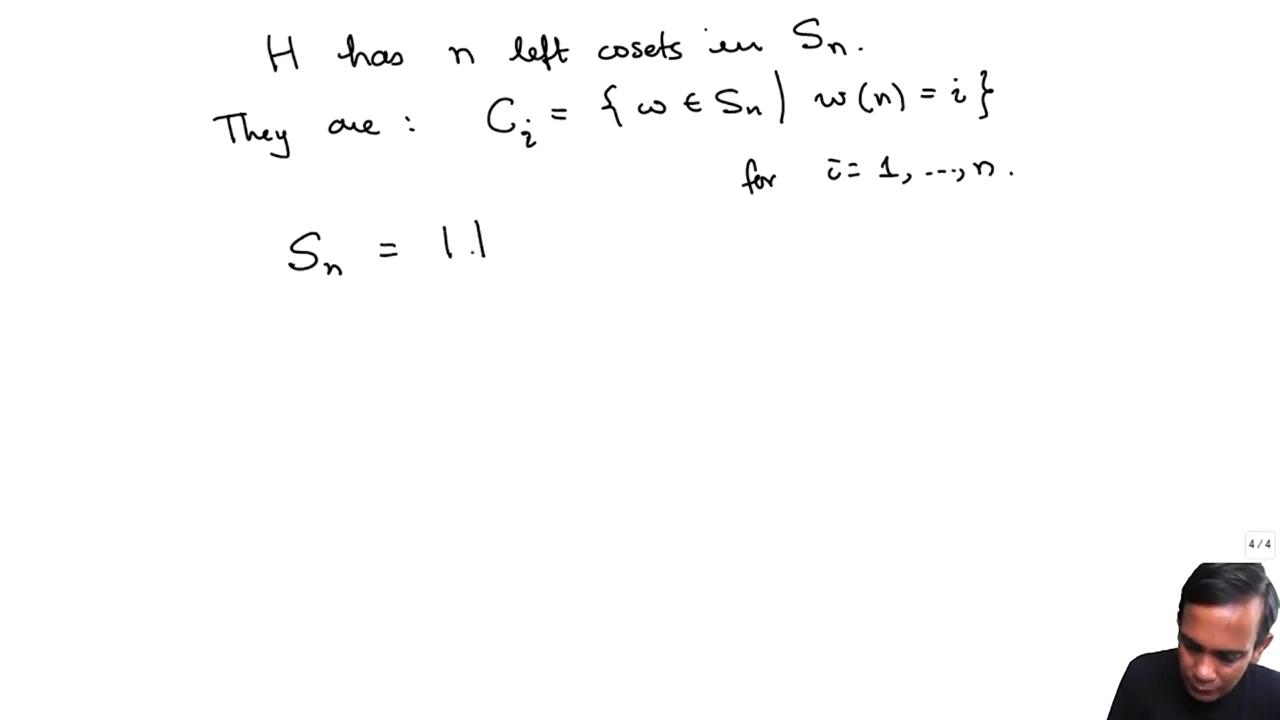 H has n left cosets in Sn.
They are : Ci = { w ∈ Sn | w(n) = i }
for i = 1, ..., n.
Sn =
4/4